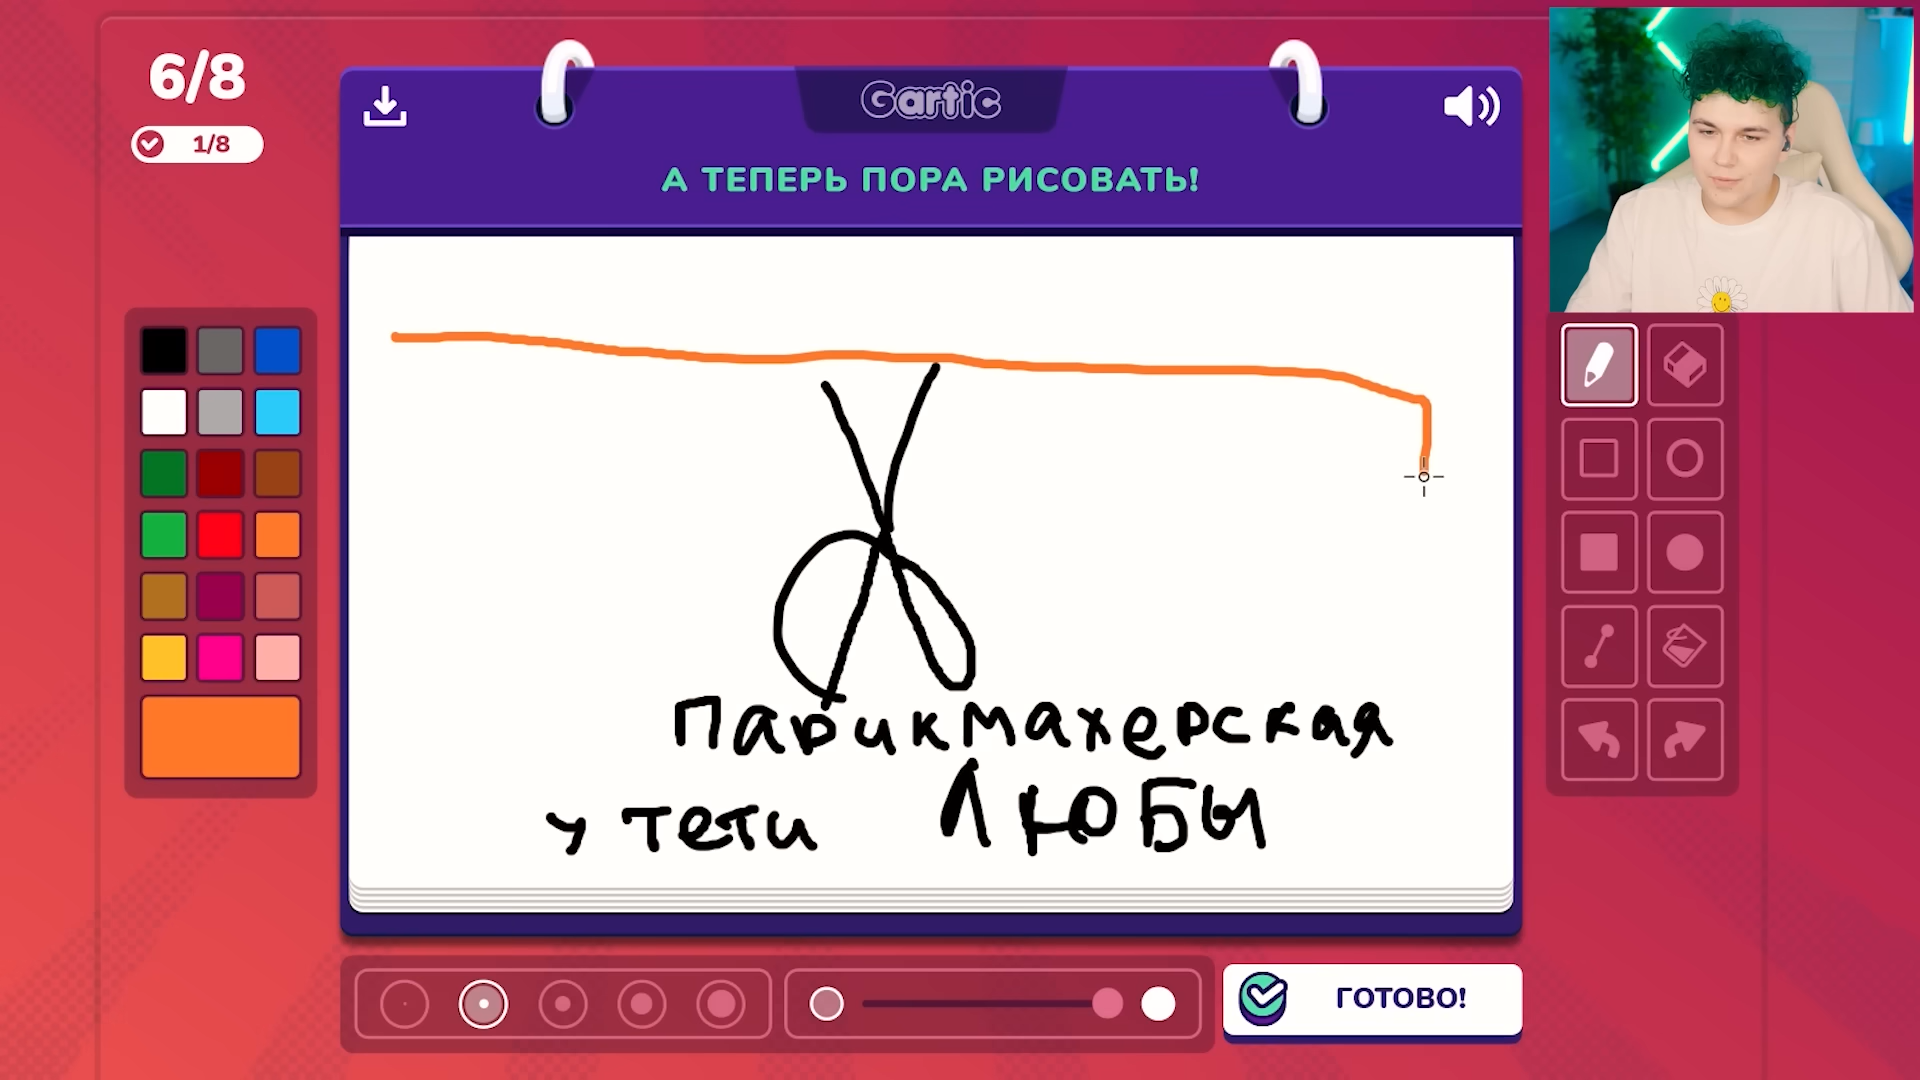 6/8
1/8
Gartic
А ТЕПЕРЬ ПОРА РИСОВАТЬ!
Парикмахерская
у тети ЛЮБЫ
ГОТОВО!